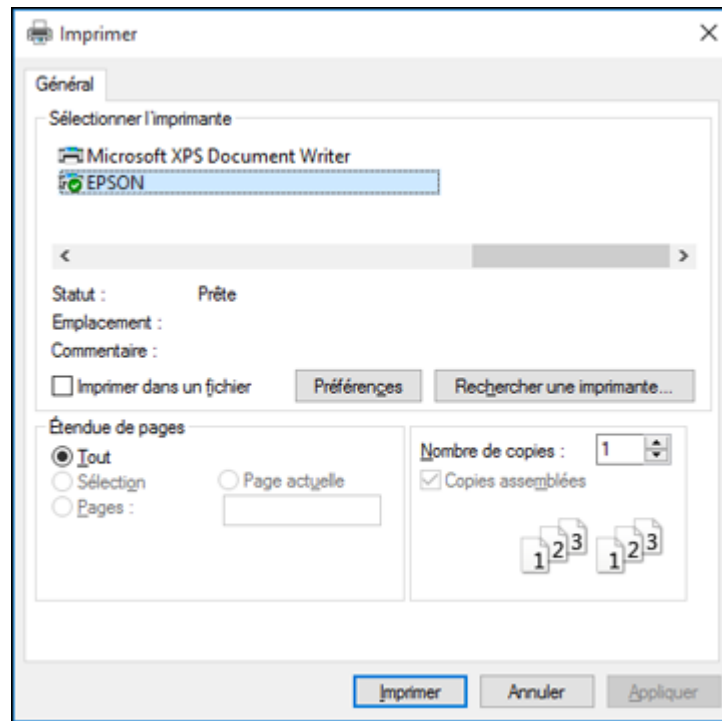 Imprimer
Général
Sélectionner l'imprimante
Microsoft XPS Document Writer
EPSON
Statut : Prête
Emplacement :
Commentaire :
Imprimer dans un fichier Préférences Rechercher une imprimante...
Étendue de pages
Tout
Sélection Page actuelle
Pages :
Nombre de copies : 1
Copies assemblées
1 2 3 1 2 3
Imprimer Annuler Appliquer